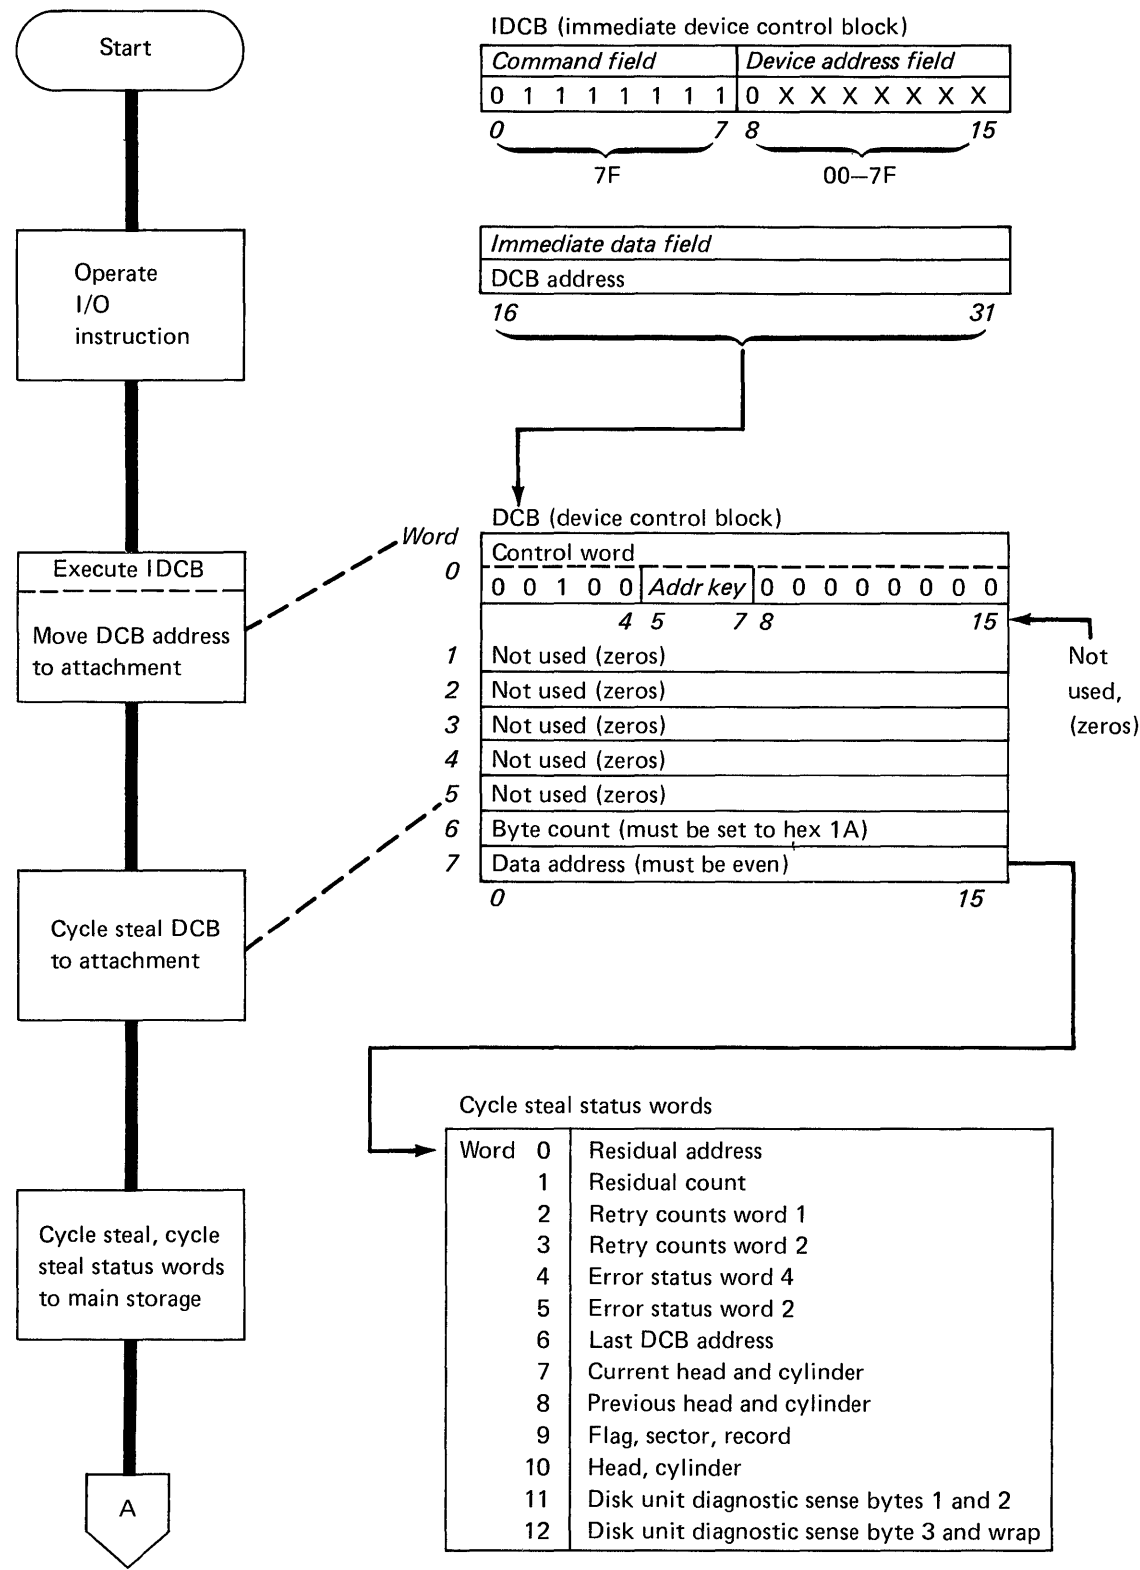 Start
Operate
I/O
instruction
Execute IDCB
Move DCB address
to attachment
Cycle steal DCB
to attachment
Cycle steal, cycle
steal status words
to main storage
A
IDCB (immediate device control block)
Command field Device address field
0 1 1 1 1 1 1 1 0 X X X X X X X
0 7 8 15
7F 00–7F
Immediate data field
DCB address
16 31
DCB (device control block)
Word
Control word
0
0 0 1 0 0 Addr key 0 0 0 0 0 0 0 0
4 5 7 8 15
Not
used,
(zeros)
1 Not used (zeros)
2 Not used (zeros)
3 Not used (zeros)
4 Not used (zeros)
5 Not used (zeros)
6 Byte count (must be set to hex 1A)
7 Data address (must be even)
0 15
Cycle steal status words
Word 0 Residual address
1 Residual count
2 Retry counts word 1
3 Retry counts word 2
4 Error status word 4
5 Error status word 2
6 Last DCB address
7 Current head and cylinder
8 Previous head and cylinder
9 Flag, sector, record
10 Head, cylinder
11 Disk unit diagnostic sense bytes 1 and 2
12 Disk unit diagnostic sense byte 3 and wrap